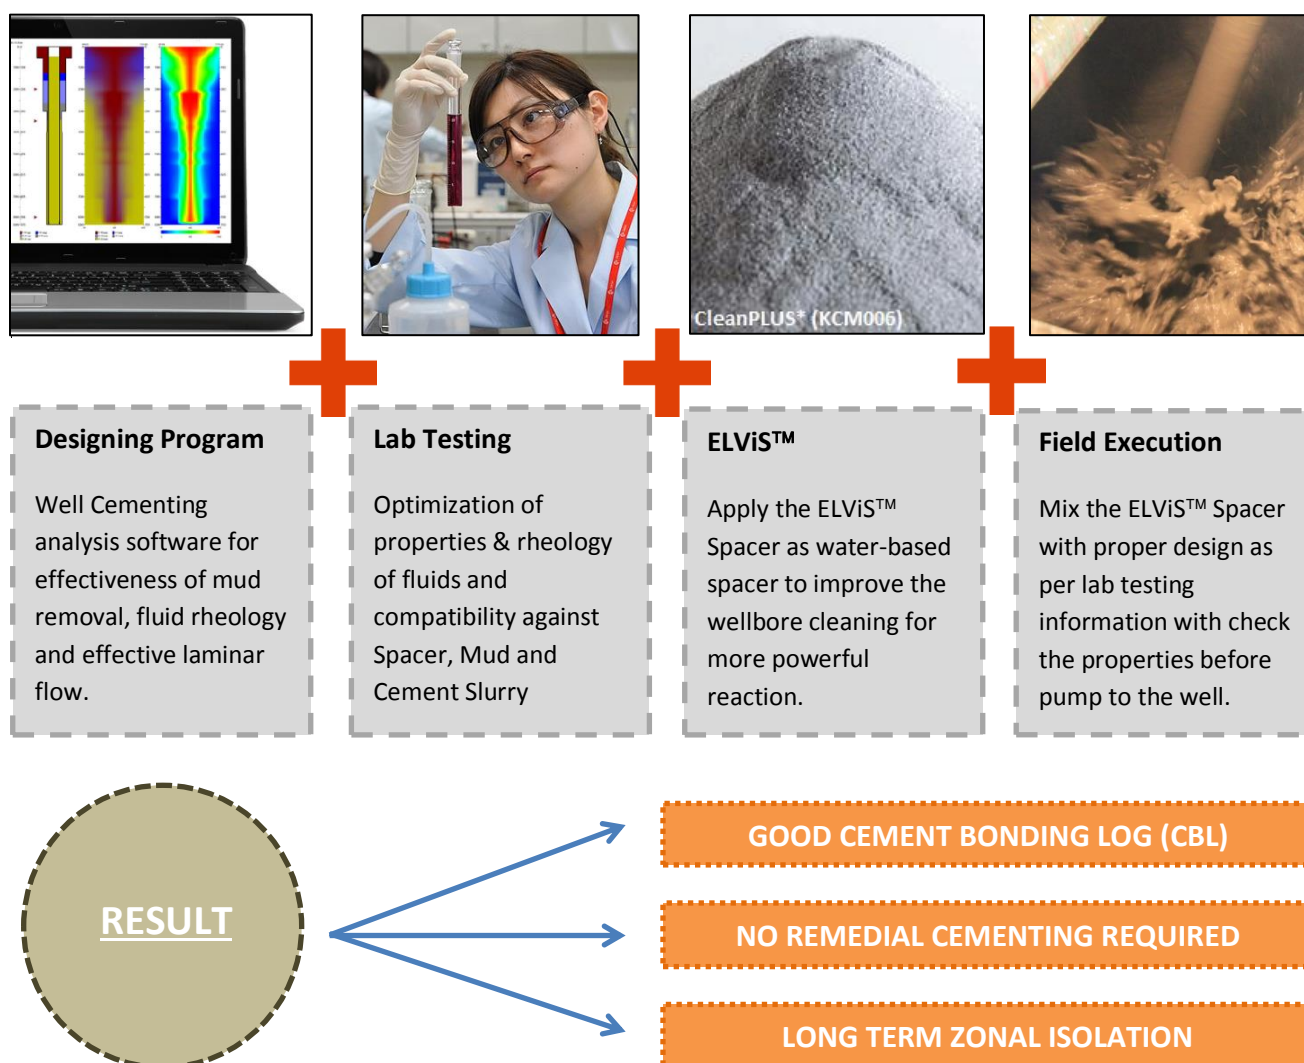 CleanPLUS* (KCM006)
Designing Program
Well Cementing
analysis software for
effectiveness of mud
removal, fluid rheology
and effective laminar
flow.
Lab Testing
Optimization of
properties & rheology
of fluids and
compatibility against
Spacer, Mud and
Cement Slurry
ELViS™
Apply the ELViS™
Spacer as water-based
spacer to improve the
wellbore cleaning for
more powerful
reaction.
Field Execution
Mix the ELViS™ Spacer
with proper design as
per lab testing
information with check
the properties before
pump to the well.
RESULT
GOOD CEMENT BONDING LOG (CBL)
NO REMEDIAL CEMENTING REQUIRED
LONG TERM ZONAL ISOLATION